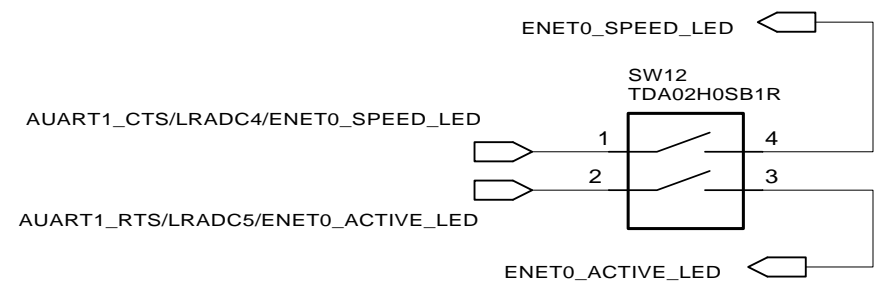 ENET0_SPEED_LED
SW12
TDA02H0SB1R
AUART1_CTS/LRADC4/ENET0_SPEED_LED
1
4
2
3
AUART1_RTS/LRADC5/ENET0_ACTIVE_LED
ENET0_ACTIVE_LED